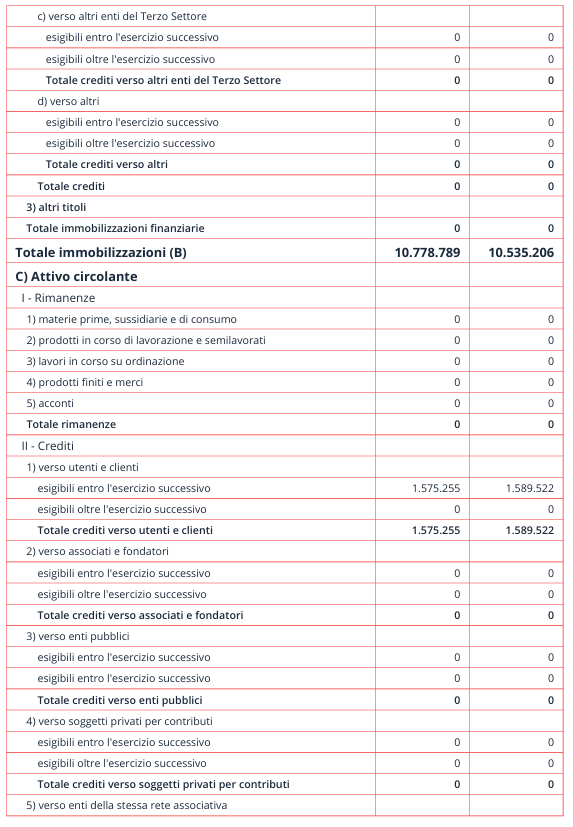 c) verso altri enti del Terzo Settore
esigibili entro l'esercizio successivo 0 0
esigibili oltre l'esercizio successivo 0 0
Totale crediti verso altri enti del Terzo Settore 0 0
d) verso altri
esigibili entro l'esercizio successivo 0 0
esigibili oltre l'esercizio successivo 0 0
Totale crediti verso altri 0 0
Totale crediti 0 0
3) altri titoli
Totale immobilizzazioni finanziarie 0 0
Totale immobilizzazioni (B) 10.778.789 10.535.206
C) Attivo circolante
I - Rimanenze
1) materie prime, sussidiarie e di consumo 0 0
2) prodotti in corso di lavorazione e semilavorati 0 0
3) lavori in corso su ordinazione 0 0
4) prodotti finiti e merci 0 0
5) acconti 0 0
Totale rimanenze 0 0
II - Crediti
1) verso utenti e clienti
esigibili entro l'esercizio successivo 1.575.255 1.589.522
esigibili oltre l'esercizio successivo 0 0
Totale crediti verso utenti e clienti 1.575.255 1.589.522
2) verso associati e fondatori
esigibili entro l'esercizio successivo 0 0
esigibili oltre l'esercizio successivo 0 0
Totale crediti verso associati e fondatori 0 0
3) verso enti pubblici
esigibili entro l'esercizio successivo 0 0
esigibili entro l'esercizio successivo 0 0
Totale crediti verso enti pubblici 0 0
4) verso soggetti privati per contributi
esigibili entro l'esercizio successivo 0 0
esigibili oltre l'esercizio successivo 0 0
Totale crediti verso soggetti privati per contributi 0 0
5) verso enti della stessa rete associativa